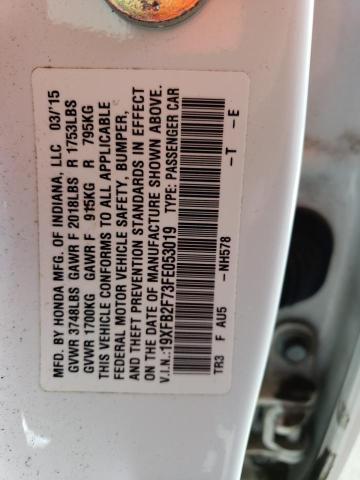 MFD. BY HONDA MFG. OF INDIANA, LLC 03/15
GVWR 3748LBS GAWR F 2018LBS R 1753LBS
GVWR 1700KG GAWR F 915KG R 795KG
THIS VEHICLE CONFORMS TO ALL APPLICABLE
FEDERAL MOTOR VEHICLE SAFETY, BUMPER,
AND THEFT PREVENTION STANDARDS IN EFFECT
ON THE DATE OF MANUFACTURE SHOWN ABOVE.
V.I.N.:19XFB2F73FE053019 TYPE: PASSENGER CAR
TR3 F AU5 -NH578 -T -E